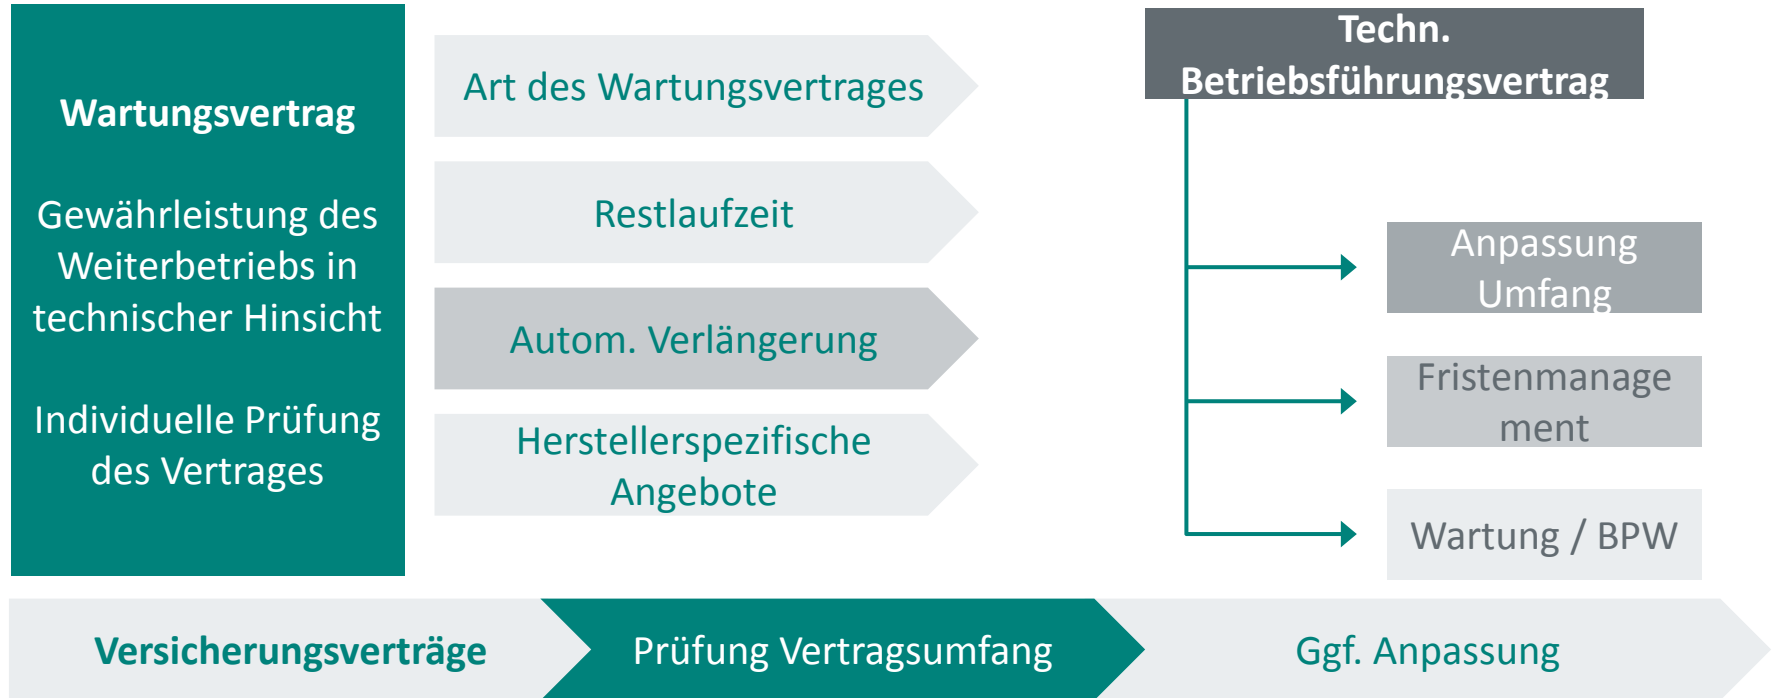 Wartungsvertrag
Gewährleistung des
Weiterbetriebs in
technischer Hinsicht
Individuelle Prüfung
des Vertrages
Art des Wartungsvertrages
Restlaufzeit
Autom. Verlängerung
Herstellerspezifische
Angebote
Techn.
Betriebsführungsvertrag
Anpassung
Umfang
Fristenmanage
ment
Wartung / BPW
Versicherungsverträge
Prüfung Vertragsumfang
Ggf. Anpassung